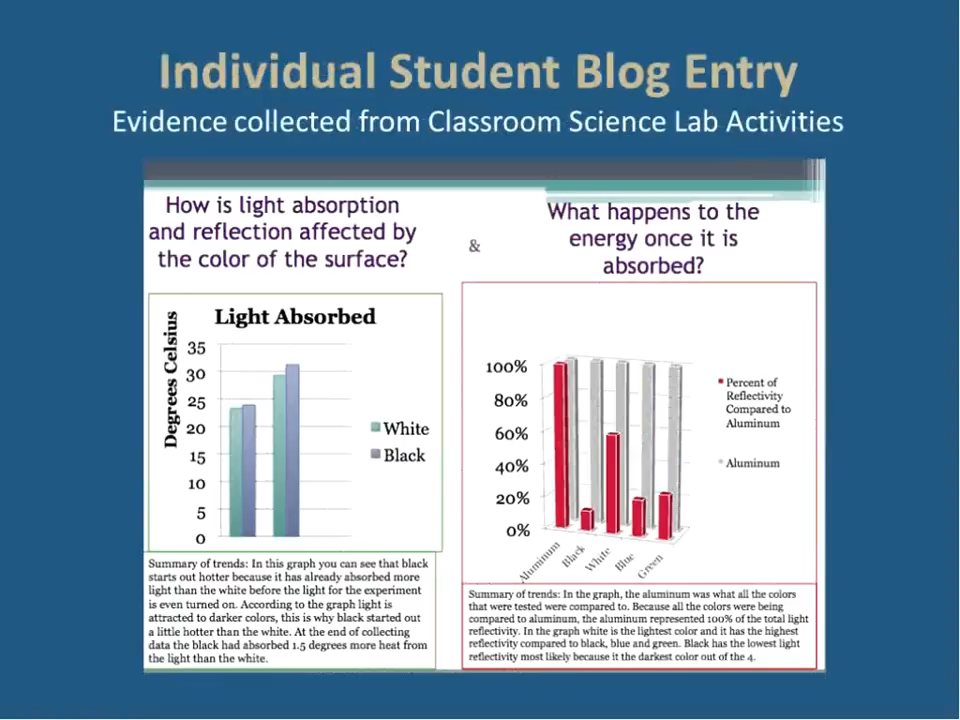 Individual Student Blog Entry
Evidence collected from Classroom Science Lab Activities
How is light absorption
and reflection affected by
the color of the surface?
&
What happens to the
energy once it is
absorbed?
Light Absorbed
Degrees Celsius
35
30
25
20
15
10
5
0
White
Black
100%
80%
60%
40%
20%
0%
Aluminum
Black
White
Blue
Green
Percent of
Reflectivity
Compared to
Aluminum
Aluminum
Summary of trends: In this graph you can see that black
starts out hotter because it has already absorbed more
light than the white before the light for the experiment
is even turned on. According to the graph light is
attracted to darker colors, this is why black started out
a little hotter than the white. At the end of collecting
data the black had absorbed 1.5 degrees more heat from
the light than the white.
Summary of trends: In the graph, the aluminum was what all the colors
that were tested were compared to. Because all the colors were being
compared to aluminum, the aluminum represented 100% of the total light
reflectivity. In the graph white is the lightest color and it has the highest
reflectivity compared to black, blue and green. Black has the lowest light
reflectivity most likely because it the darkest color out of the 4.